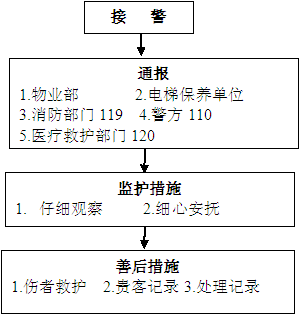 接 警
通报
1.物业部 2.电梯保养单位
3.消防部门 119 4.警方 110
5.医疗救护部门 120
监护措施
1. 仔细观察 2.细心安抚
善后措施
1.伤者救护 2.贵客记录 3.处理记录